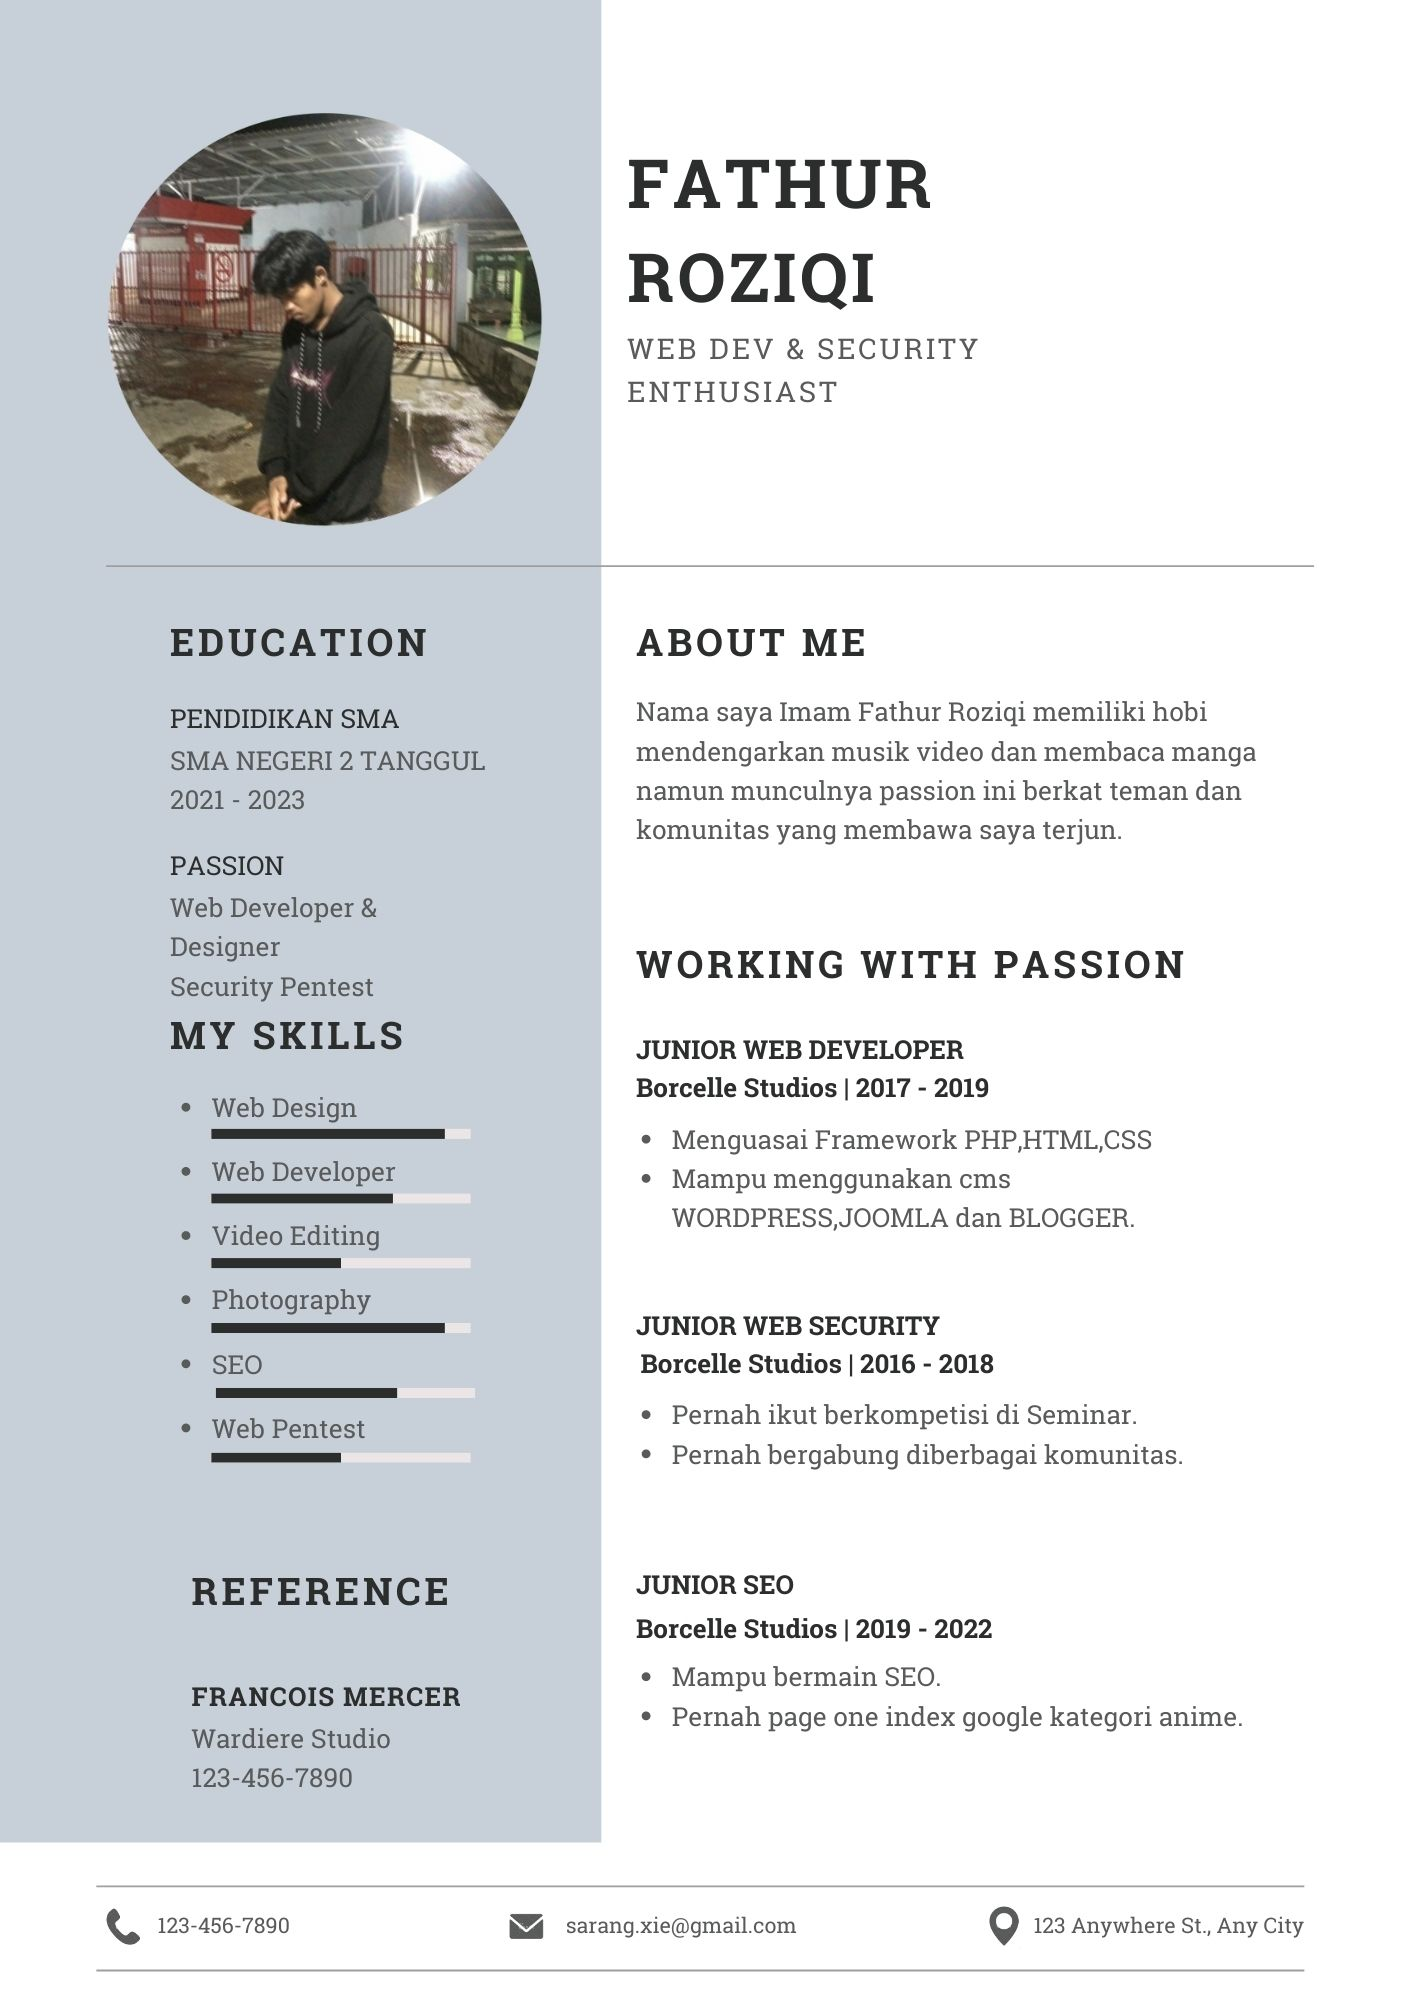 FATHUR
ROZIQI
WEB DEV & SECURITY
ENTHUSIAST
EDUCATION
PENDIDIKAN SMA
SMA NEGERI 2 TANGGUL
2021 - 2023
PASSION
Web Developer &
Designer
Security Pentest
MY SKILLS
• Web Design
• Web Developer
• Video Editing
• Photography
• SEO
• Web Pentest
REFERENCE
FRANCOIS MERCER
Wardiere Studio
123-456-7890
ABOUT ME
Nama saya Imam Fathur Roziqi memiliki hobi
mendengarkan musik video dan membaca manga
namun munculnya passion ini berkat teman dan
komunitas yang membawa saya terjun.
WORKING WITH PASSION
JUNIOR WEB DEVELOPER
Borcelle Studios | 2017 - 2019
• Menguasai Framework PHP,HTML,CSS
• Mampu menggunakan cms
WORDPRESS,JOOMLA dan BLOGGER.
JUNIOR WEB SECURITY
Borcelle Studios | 2016 - 2018
• Pernah ikut berkompetisi di Seminar.
• Pernah bergabung diberbagai komunitas.
JUNIOR SEO
Borcelle Studios | 2019 - 2022
• Mampu bermain SEO.
• Pernah page one index google kategori anime.
123-456-7890
sarang.xie@gmail.com
123 Anywhere St., Any City